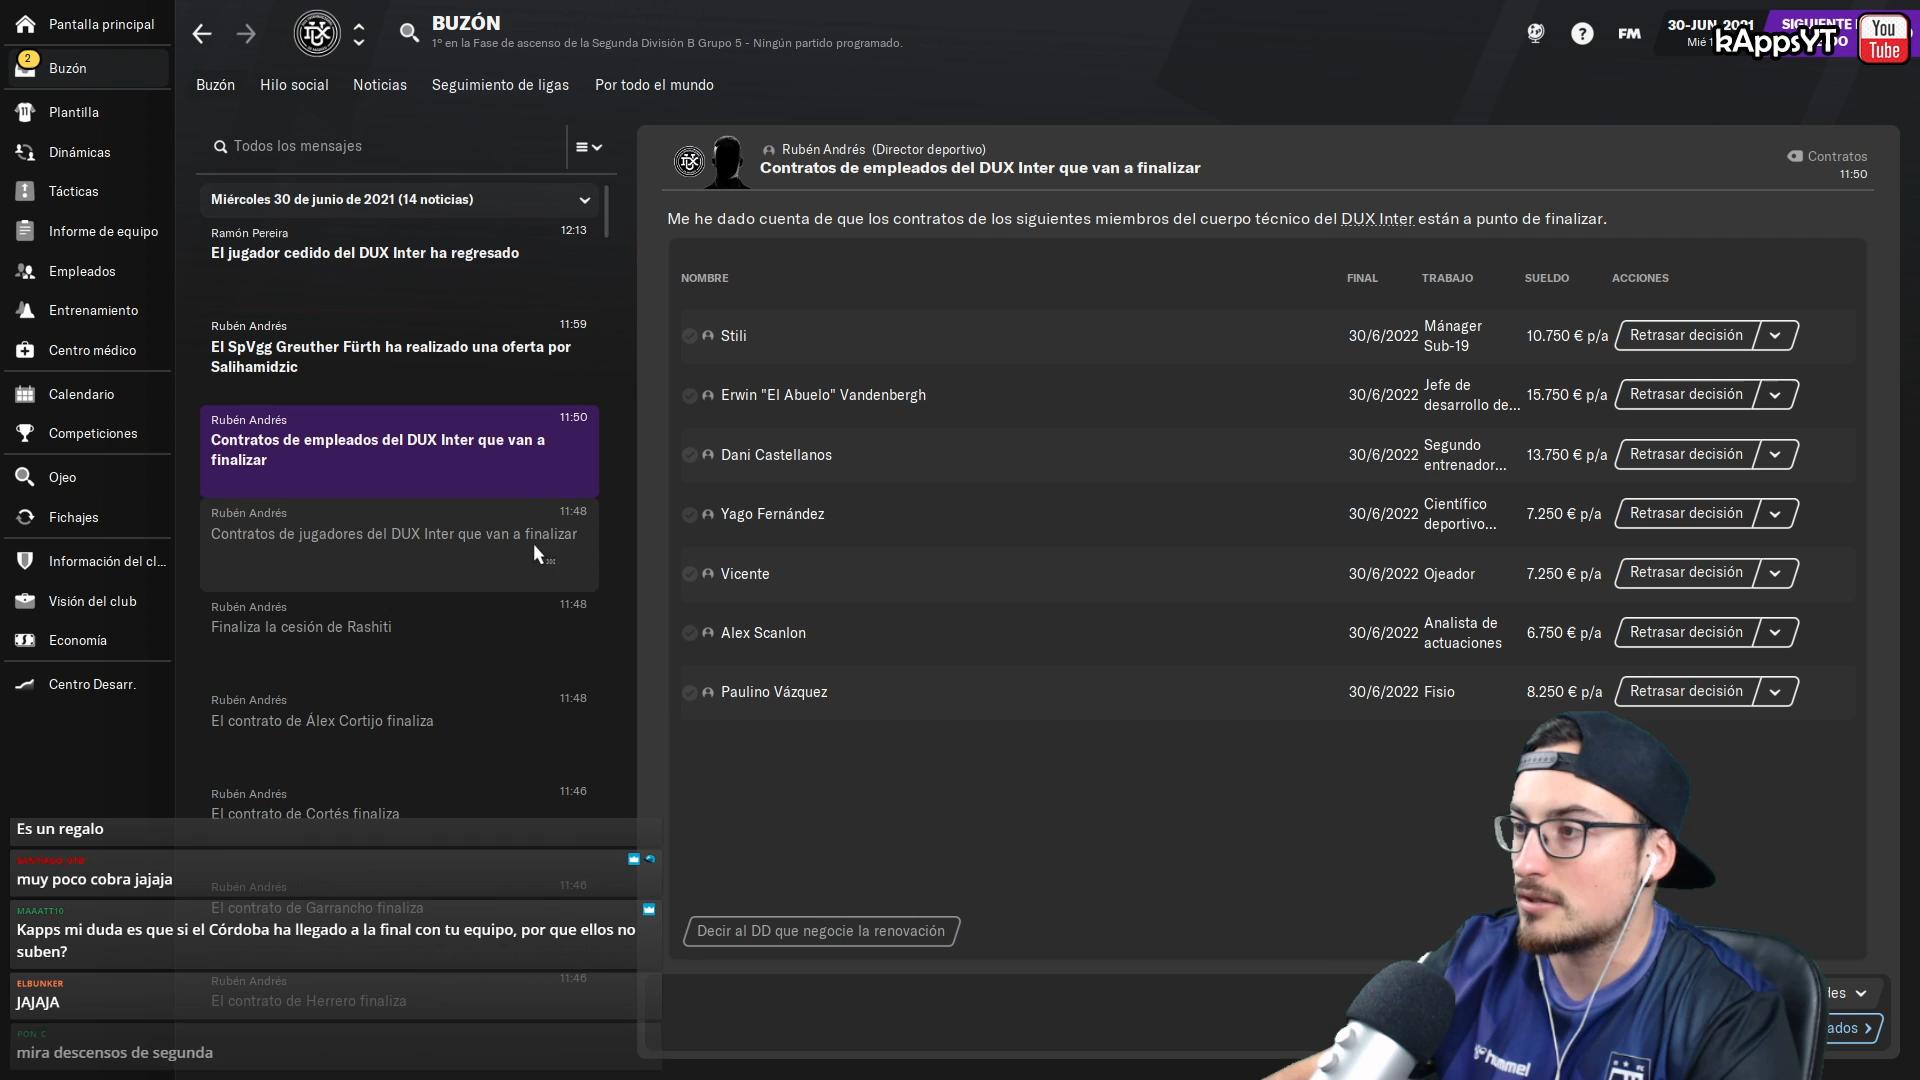 Pantalla principal
2
Buzón
Plantilla
Dinámicas
Tácticas
Informe de equipo
Empleados
Entrenamiento
Centro médico
Calendario
Competiciones
Ojeo
Fichajes
Información del cl...
Visión del club
Economía
Centro Desarr.
BUZÓN
1º en la Fase de ascenso de la Segunda División B Grupo 5 - Ningún partido programado.
FM
30-JUN. 2021
SIGUIENTE
kAppsYT
You
Tube
Buzón
Hilo social
Noticias
Seguimiento de ligas
Por todo el mundo
Todos los mensajes
Miércoles 30 de junio de 2021 (14 noticias)
Ramón Pereira 12:13
El jugador cedido del DUX Inter ha regresado
Rubén Andrés 11:59
El SpVgg Greuther Fürth ha realizado una oferta por
Salihamidzic
Rubén Andrés 11:50
Contratos de empleados del DUX Inter que van a
finalizar
Rubén Andrés 11:48
Contratos de jugadores del DUX Inter que van a finalizar
Rubén Andrés 11:48
Finaliza la cesión de Rashiti
Rubén Andrés 11:48
El contrato de Álex Cortijo finaliza
Rubén Andrés 11:46
El contrato de Cortés finaliza
Rubén Andrés 11:46
El contrato de Garrancho finaliza
Rubén Andrés 11:46
El contrato de Herrero finaliza
Rubén Andrés (Director deportivo)
Contratos de empleados del DUX Inter que van a finalizar
Contratos
11:50
Me he dado cuenta de que los contratos de los siguientes miembros del cuerpo técnico del DUX Inter están a punto de finalizar.
NOMBRE FINAL TRABAJO SUELDO ACCIONES
Stili 30/6/2022 Mánager Sub-19 10.750 € p/a Retrasar decisión
Erwin "El Abuelo" Vandenbergh 30/6/2022 Jefe de desarrollo de... 15.750 € p/a Retrasar decisión
Dani Castellanos 30/6/2022 Segundo entrenador... 13.750 € p/a Retrasar decisión
Yago Fernández 30/6/2022 Científico deportivo... 7.250 € p/a Retrasar decisión
Vicente 30/6/2022 Ojeador 7.250 € p/a Retrasar decisión
Alex Scanlon 30/6/2022 Analista de actuaciones 6.750 € p/a Retrasar decisión
Paulino Vázquez 30/6/2022 Fisio 8.250 € p/a Retrasar decisión
Decir al DD que negocie la renovación
ados
Es un regalo
muy poco cobra jajaja
MAAATT10
Kapps mi duda es que si el Córdoba ha llegado a la final con tu equipo, por que ellos no
suben?
ELBUNKER
JAJAJA
PON_C
mira descensos de segunda
hummel